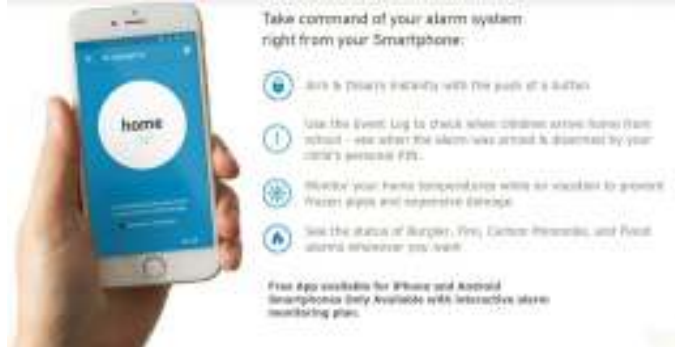 Take command of your alarm system
right from your Smartphone:
home
Arm & Disarm instantly with the push of a button
Use the Event Log to check when children arrive home from
school - see when the alarm was armed & disarmed by your
child's personal PIN.
Monitor your home temperatures while on vacation to prevent
frozen pipes and expensive damage
See the status of Burglar, Fire, Carbon Monoxide, and Flood
alarms whenever you want
Free App available for iPhone and Android
Smartphones Only Available with interactive alarm
monitoring plan.